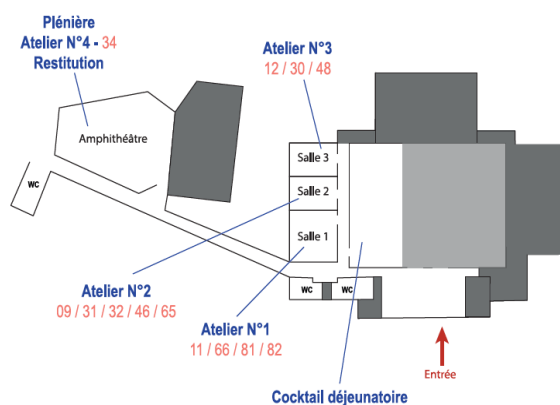 Plénière
Atelier N°4 - 34
Restitution
Atelier N°3
12 / 30 / 48
Amphithéâtre
Salle 3
wc
Salle 2
Salle 1
Atelier N°2
09 / 31 / 32 / 46 / 65
wc
wc
Atelier N°1
11 / 66 / 81 / 82
Entrée
Cocktail déjeunatoire